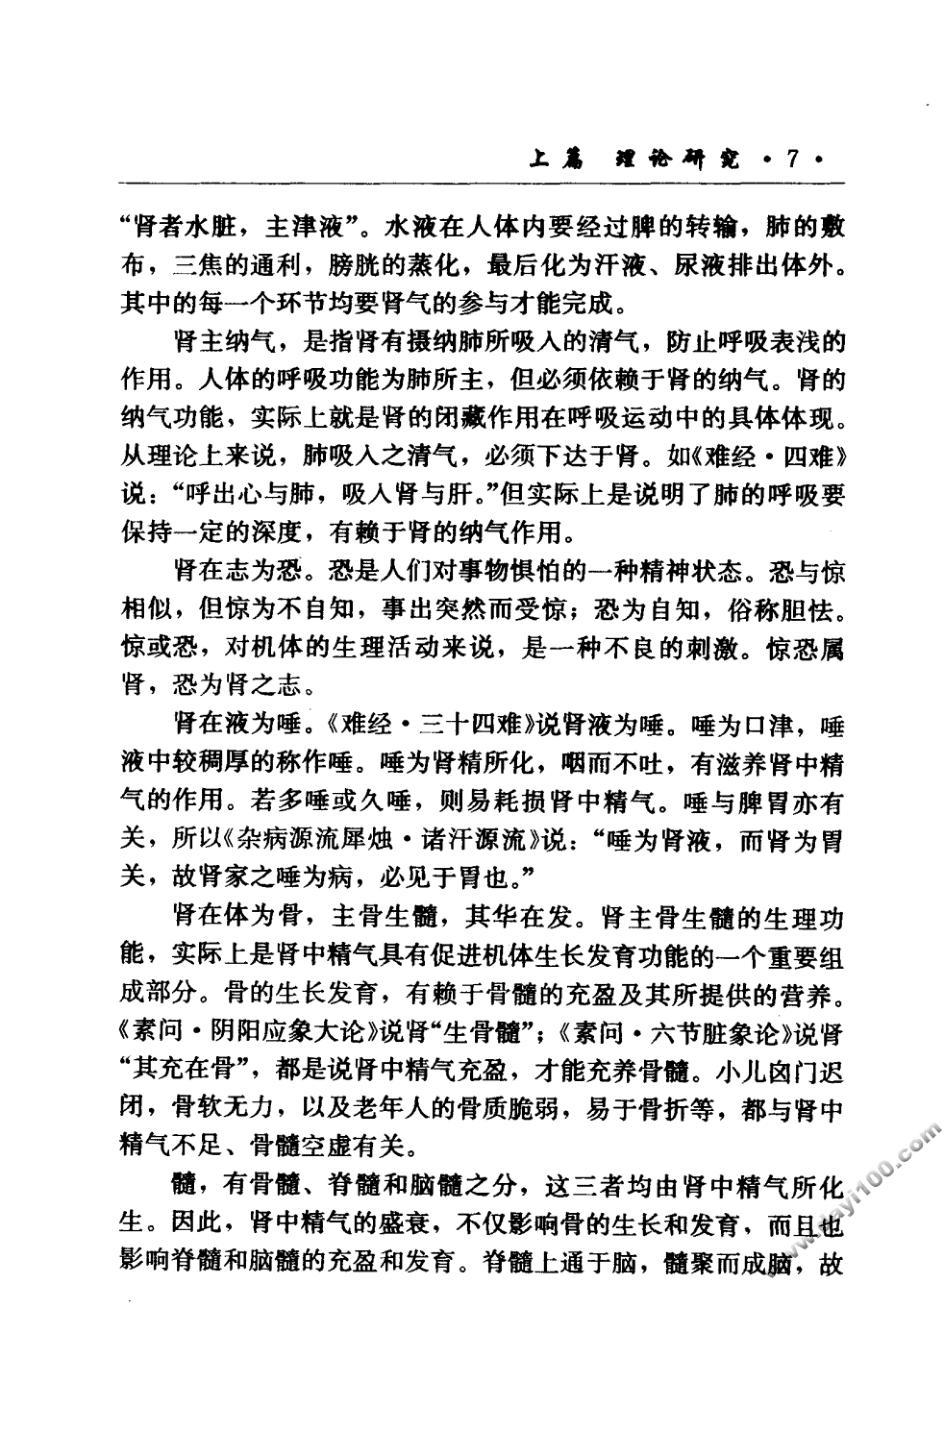 上篇 理论研究 · 7 ·
“肾者水脏，主津液”。水液在人体内要经过脾的转输，肺的敷
布，三焦的通利，膀胱的蒸化，最后化为汗液、尿液排出体外。
其中的每一个环节均要肾气的参与才能完成。
肾主纳气，是指肾有摄纳肺所吸入的清气，防止呼吸表浅的
作用。人体的呼吸功能为肺所主，但必须依赖于肾的纳气。肾的
纳气功能，实际上就是肾的闭藏作用在呼吸运动中的具体体现。
从理论上来说，肺吸入之清气，必须下达于肾。如《难经·四难》
说：“呼出心与肺，吸入肾与肝。”但实际上是说明了肺的呼吸要
保持一定的深度，有赖于肾的纳气作用。
肾在志为恐。恐是人们对事物惧怕的一种精神状态。恐与惊
相似，但惊为不自知，事出突然而受惊；恐为自知，俗称胆怯。
惊或恐，对机体的生理活动来说，是一种不良的刺激。惊恐属
肾，恐为肾之志。
肾在液为唾。《难经·三十四难》说肾液为唾。唾为口津，唾
液中较稠厚的称作唾。唾为肾精所化，咽而不吐，有滋养肾中精
气的作用。若多唾或久唾，则易耗损肾中精气。唾与脾胃亦有
关，所以《杂病源流犀烛·诸汗源流》说：“唾为肾液，而肾为胃
关，故肾家之唾为病，必见于胃也。”
肾在体为骨，主骨生髓，其华在发。肾主骨生髓的生理功
能，实际上是肾中精气具有促进机体生长发育功能的一个重要组
成部分。骨的生长发育，有赖于骨髓的充盈及其所提供的营养。
《素问·阴阳应象大论》说肾“生骨髓”；《素问·六节脏象论》说肾
“其充在骨”，都是说肾中精气充盈，才能充养骨髓。小儿囟门迟
闭，骨软无力，以及老年人的骨质脆弱，易于骨折等，都与肾中
精气不足、骨髓空虚有关。
髓，有骨髓、脊髓和脑髓之分，这三者均由肾中精气所化
生。因此，肾中精气的盛衰，不仅影响骨的生长和发育，而且也
影响脊髓和脑髓的充盈和发育。脊髓上通于脑，髓聚而成脑，故
www.dayi100.com